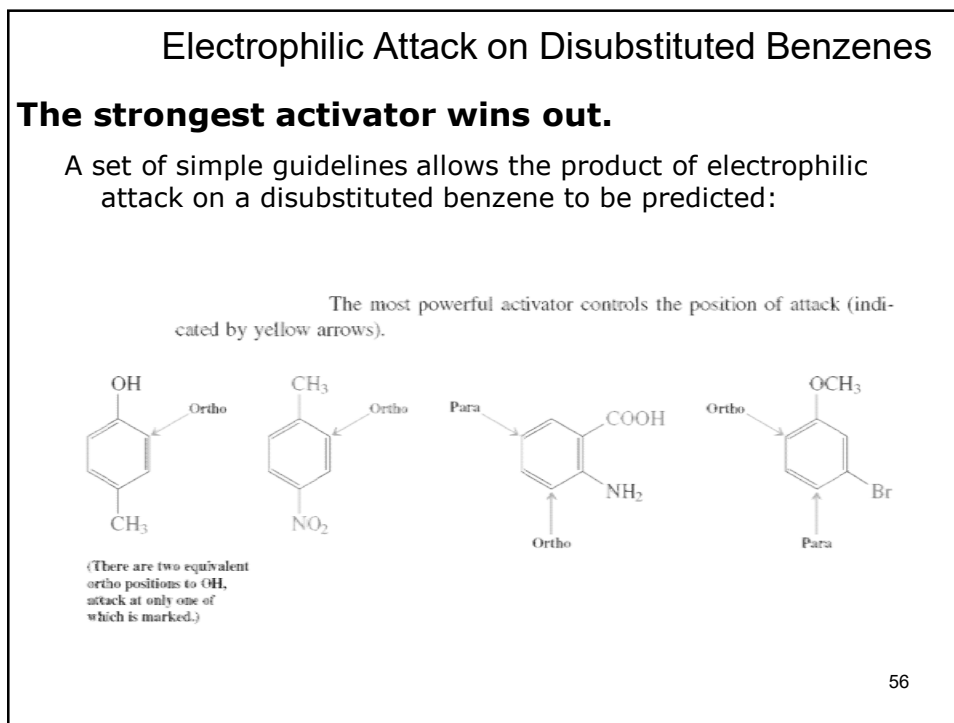 Electrophilic Attack on Disubstituted Benzenes
The strongest activator wins out.
A set of simple guidelines allows the product of electrophilic
attack on a disubstituted benzene to be predicted:
The most powerful activator controls the position of attack (indi-
cated by yellow arrows).
OH
Ortho
CH₃
CH₃
Ortho
NO₂
Para
COOH
NH₂
Ortho
OCH₃
Ortho
Br
Para
(There are two equivalent
ortho positions to OH,
attack at only one of
which is marked.)
56